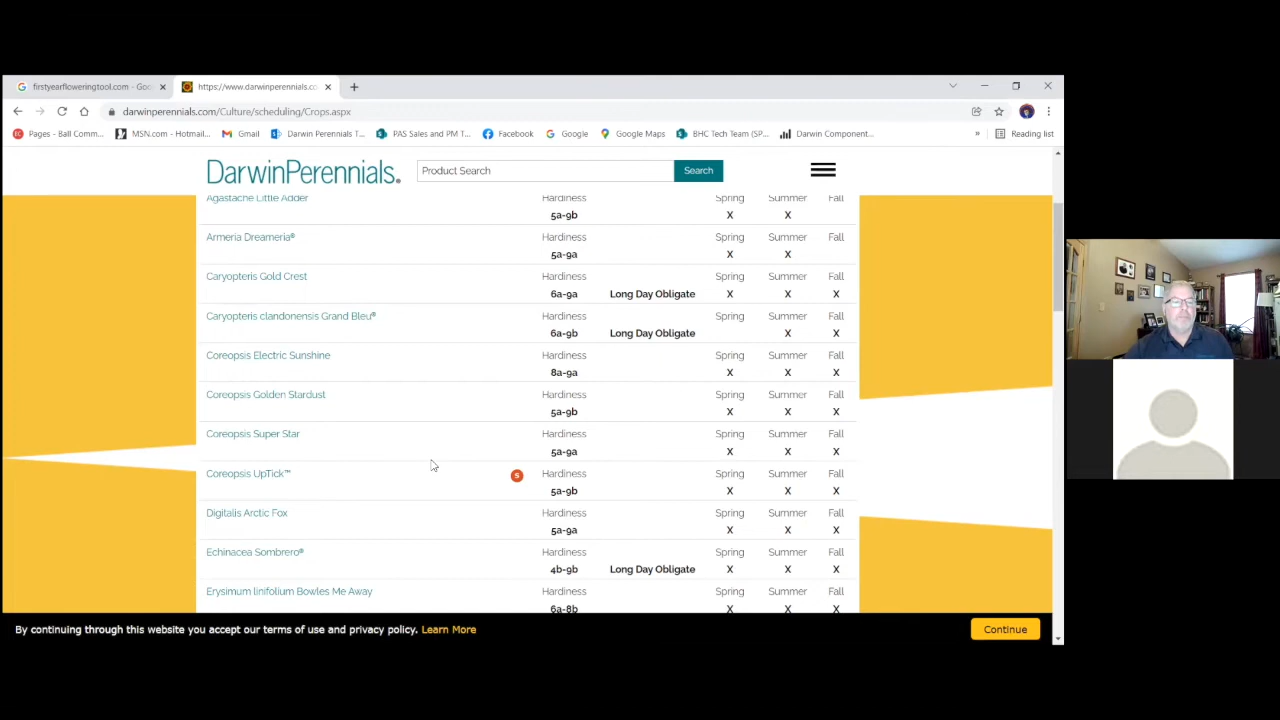 firstyearfloweringtool.com - Goo
https://www.darwinperennials.co
darwinperennials.com/Culture/scheduling/Crops.aspx
Pages - Ball Comm... MSN.com - Hotmail... Gmail Darwin Perennials T... PAS Sales and PM T... Facebook Google Google Maps BHC Tech Team (SP... Darwin Component... » Reading list
DarwinPerennials® Product Search Search
Agastache Little Adder Hardiness Spring Summer Fall
5a-9b X X
Armeria Dreameria® Hardiness Spring Summer Fall
5a-9a X X
Caryopteris Gold Crest Hardiness Spring Summer Fall
6a-9a Long Day Obligate X X X
Caryopteris clandonensis Grand Bleu® Hardiness Spring Summer Fall
6a-9b Long Day Obligate X X
Coreopsis Electric Sunshine Hardiness Spring Summer Fall
8a-9a X X X
Coreopsis Golden Stardust Hardiness Spring Summer Fall
5a-9b X X X
Coreopsis Super Star Hardiness Spring Summer Fall
5a-9a X X X
Coreopsis UpTick™ S Hardiness Spring Summer Fall
5a-9b X X X
Digitalis Arctic Fox Hardiness Spring Summer Fall
5a-9a X X X
Echinacea Sombrero® Hardiness Spring Summer Fall
4b-9b Long Day Obligate X X X
Erysimum linifolium Bowles Me Away Hardiness Spring Summer Fall
6a-8b X X X
By continuing through this website you accept our terms of use and privacy policy. Learn More Continue